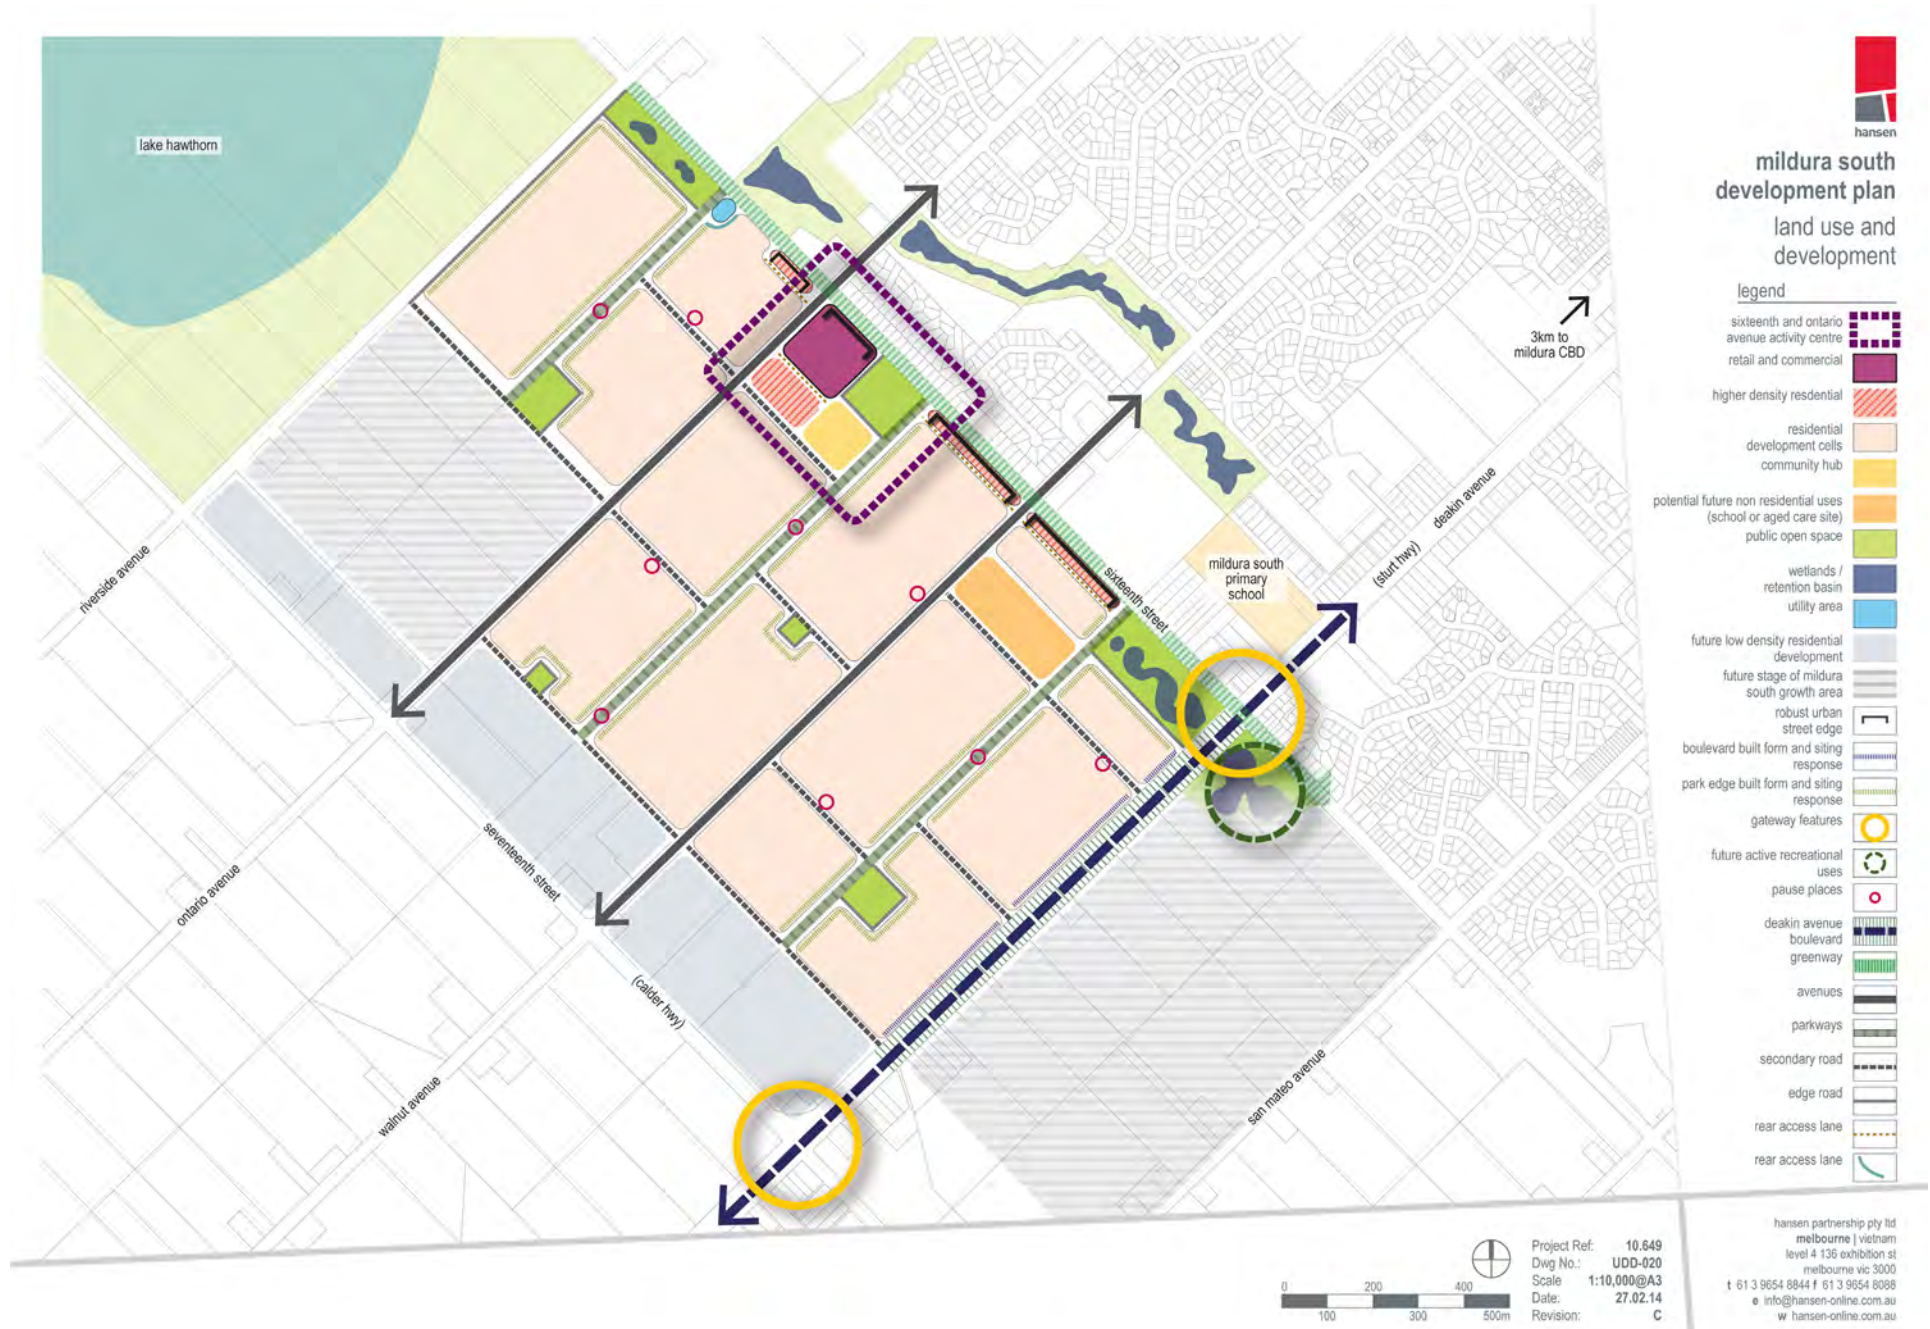 hansen
mildura south
development plan
land use and
development
legend
sixteenth and ontario
avenue activity centre
retail and commercial
higher density resdential
residential
development cells
community hub
potential future non residential uses
(school or aged care site)
public open space
wetlands /
retention basin
utility area
future low density residential
development
future stage of mildura
south growth area
robust urban
street edge
boulevard built form and siting
response
park edge built form and siting
response
gateway features
future active recreational
uses
pause places
deakin avenue
boulevard
greenway
avenues
parkways
secondary road
edge road
rear access lane
rear access lane
lake hawthorn
3km to
mildura CBD
deakin avenue
(sturt hwy)
mildura south
primary
school
sixteenth street
riverside avenue
ontario avenue
seventeenth street
(calder hwy)
walnut avenue
san mateo avenue
0 200 400
100 300 500m
Project Ref: 10.649
Dwg No.: UDD-020
Scale 1:10,000@A3
Date: 27.02.14
Revision: C
hansen partnership pty ltd
melbourne | vietnam
level 4 136 exhibition st
melbourne vic 3000
t 61 3 9654 8844 f 61 3 9654 8088
e info@hansen-online.com.au
w hansen-online.com.au